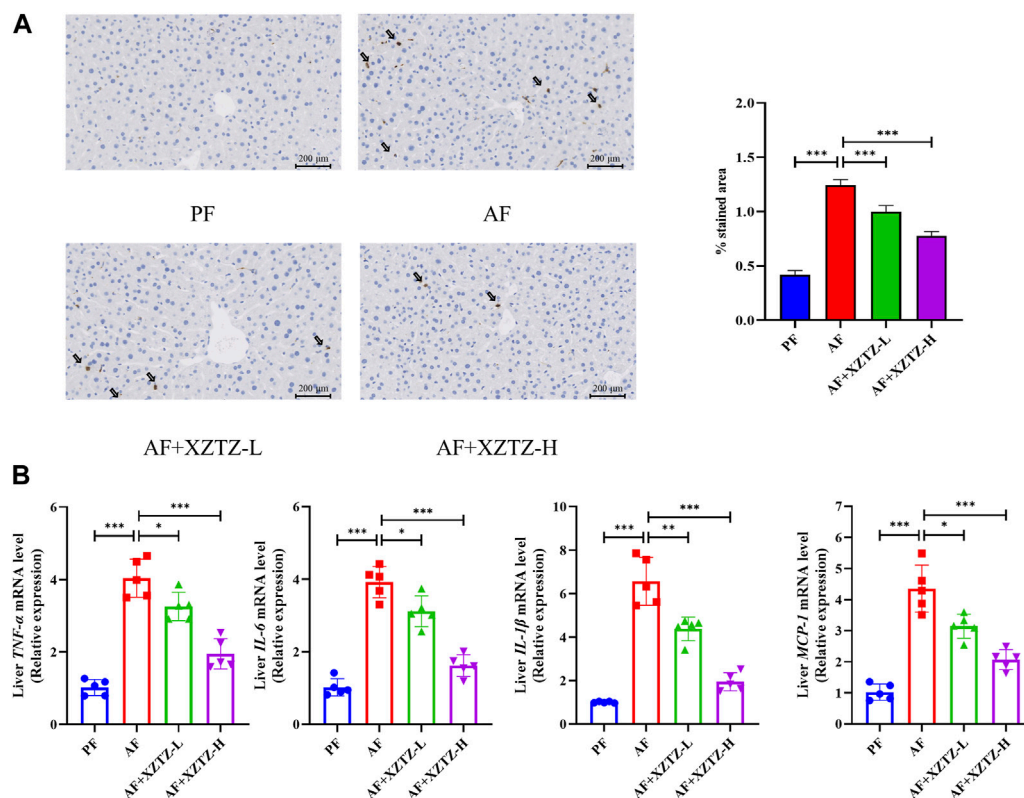 A
200 μm
200 μm
PF
AF
200 μm
200 μm
AF+XZTZ-L
AF+XZTZ-H
% stained area
2.0
1.5
1.0
0.5
0.0
***
***
***
PF
AF
AF+XZTZ-L
AF+XZTZ-H
B
Liver TNF-α mRNA level
(Relative expression)
6
4
2
0
***
***
*
PF
AF
AF+XZTZ-L
AF+XZTZ-H
Liver IL-6 mRNA level
(Relative expression)
6
4
2
0
***
***
*
PF
AF
AF+XZTZ-L
AF+XZTZ-H
Liver IL-1β mRNA level
(Relative expression)
10
8
6
4
2
0
***
***
**
PF
AF
AF+XZTZ-L
AF+XZTZ-H
Liver MCP-1 mRNA level
(Relative expression)
7
6
5
4
3
2
1
0
***
***
*
PF
AF
AF+XZTZ-L
AF+XZTZ-H